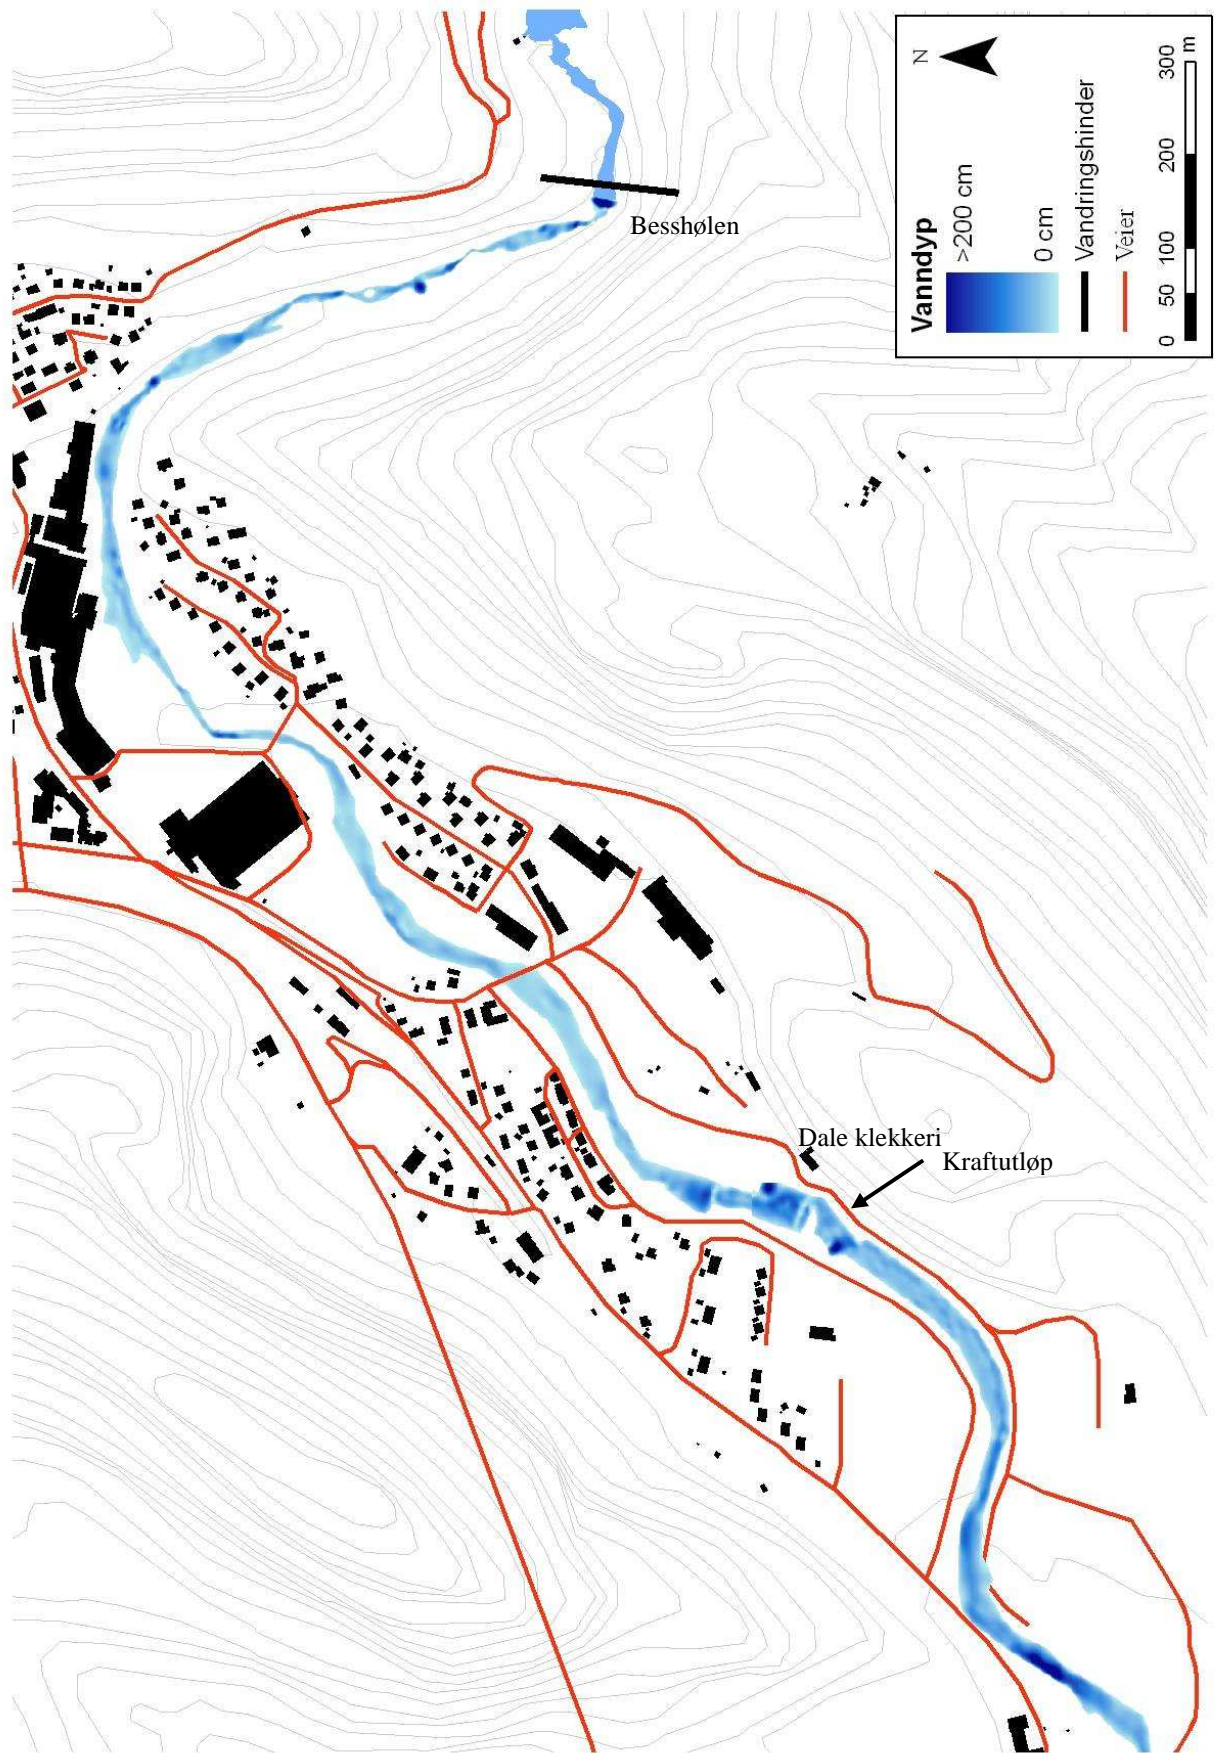 Besshølen
Dale klekkeri
Kraftutløp
N
Vanndyp
>200 cm
0 cm
Vandringshinder
Veier
0 50 100 200 300 m